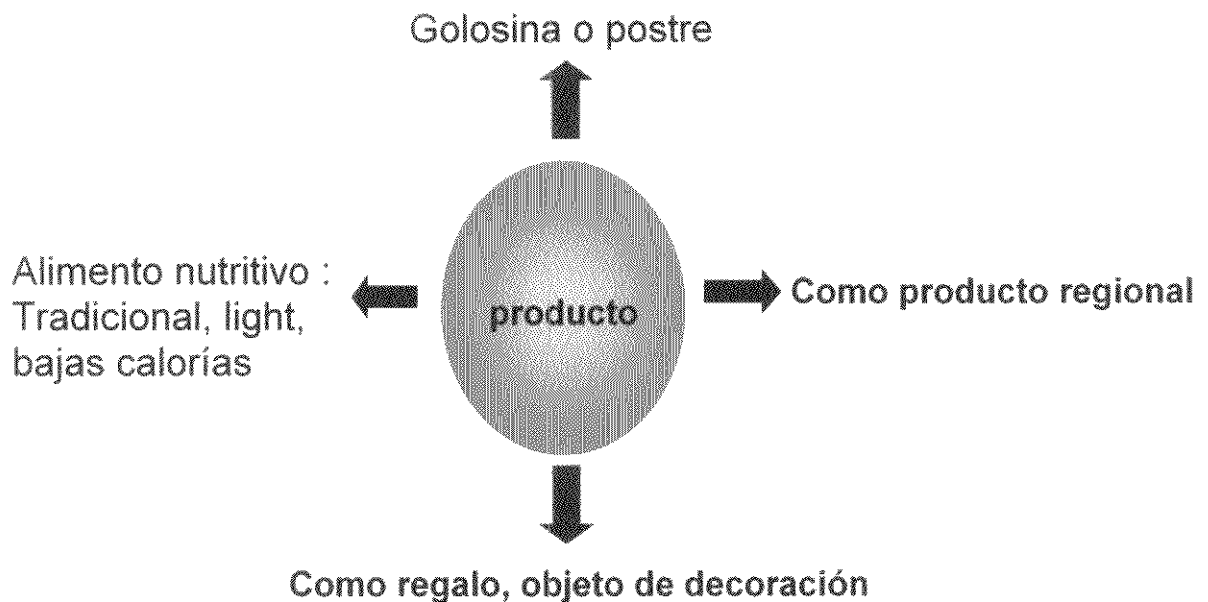 Golosina o postre
Alimento nutritivo :
Tradicional, light,
bajas calorías
producto
Como producto regional
Como regalo, objeto de decoración